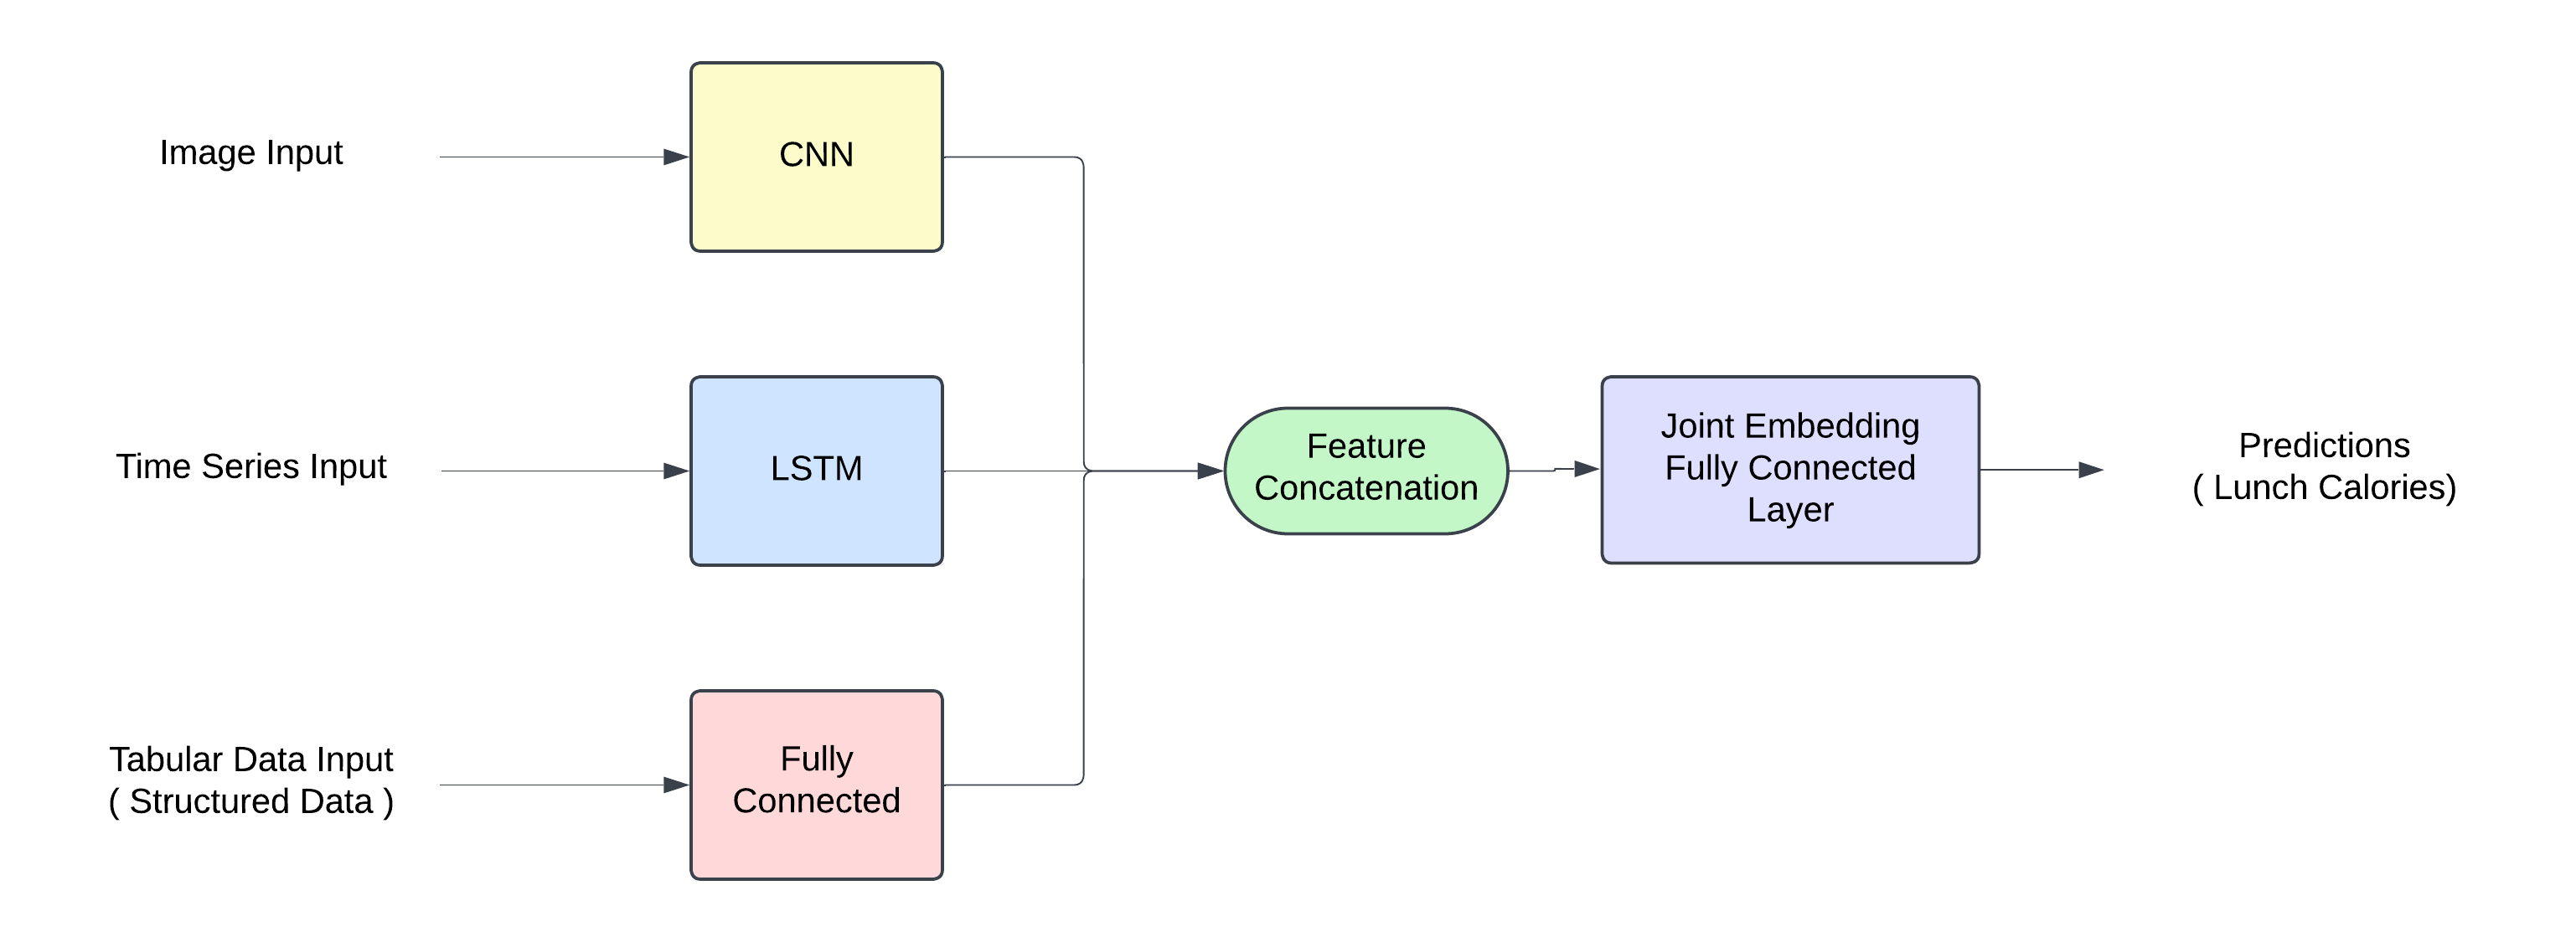 Image Input
CNN
Time Series Input
LSTM
Tabular Data Input
( Structured Data )
Fully
Connected
Feature
Concatenation
Joint Embedding
Fully Connected
Layer
Predictions
( Lunch Calories)